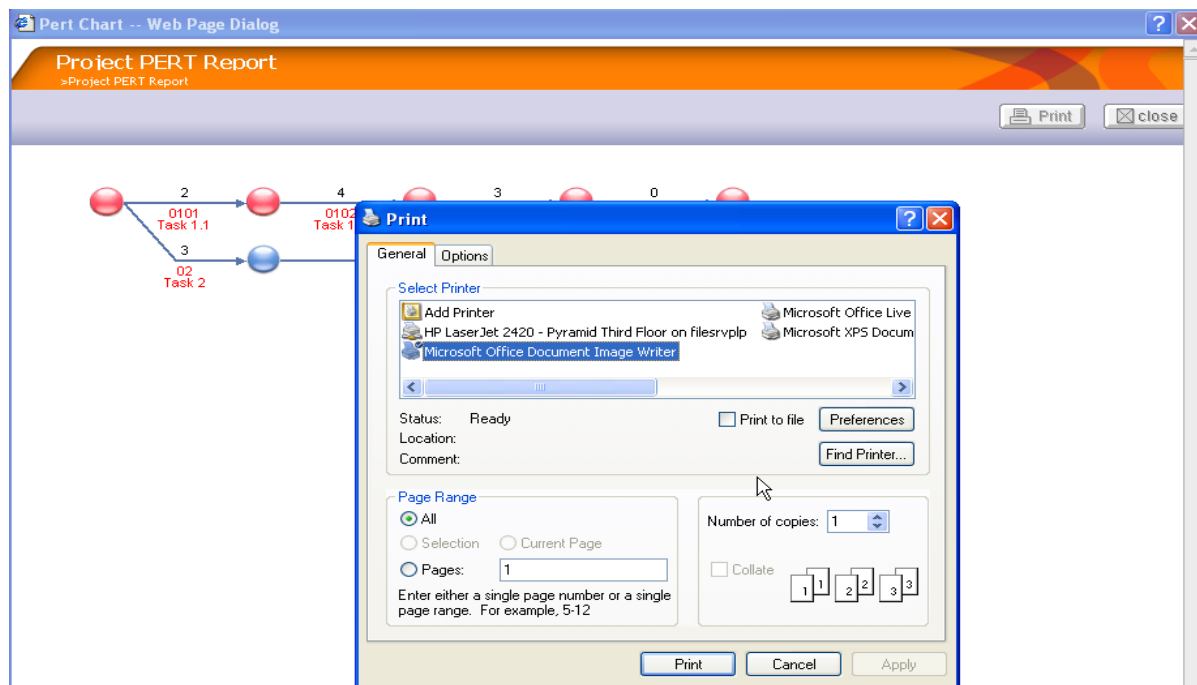 Pert Chart -- Web Page Dialog
Project PERT Report
>Project PERT Report
Print
close
2
4
3
0
0101
Task 1.1
0102
Task 1
3
02
Task 2
Print
General
Options
Select Printer
Add Printer
Microsoft Office Live
HP LaserJet 2420 - Pyramid Third Floor on filesrvplp
Microsoft XPS Docum
Microsoft Office Document Image Writer
Status: Ready
Print to file
Preferences
Location:
Comment:
Find Printer...
Page Range
All
Number of copies: 1
Selection
Current Page
Collate
Pages: 1
1 1 2 2 3 3
Enter either a single page number or a single
page range. For example, 5-12
Print
Cancel
Apply